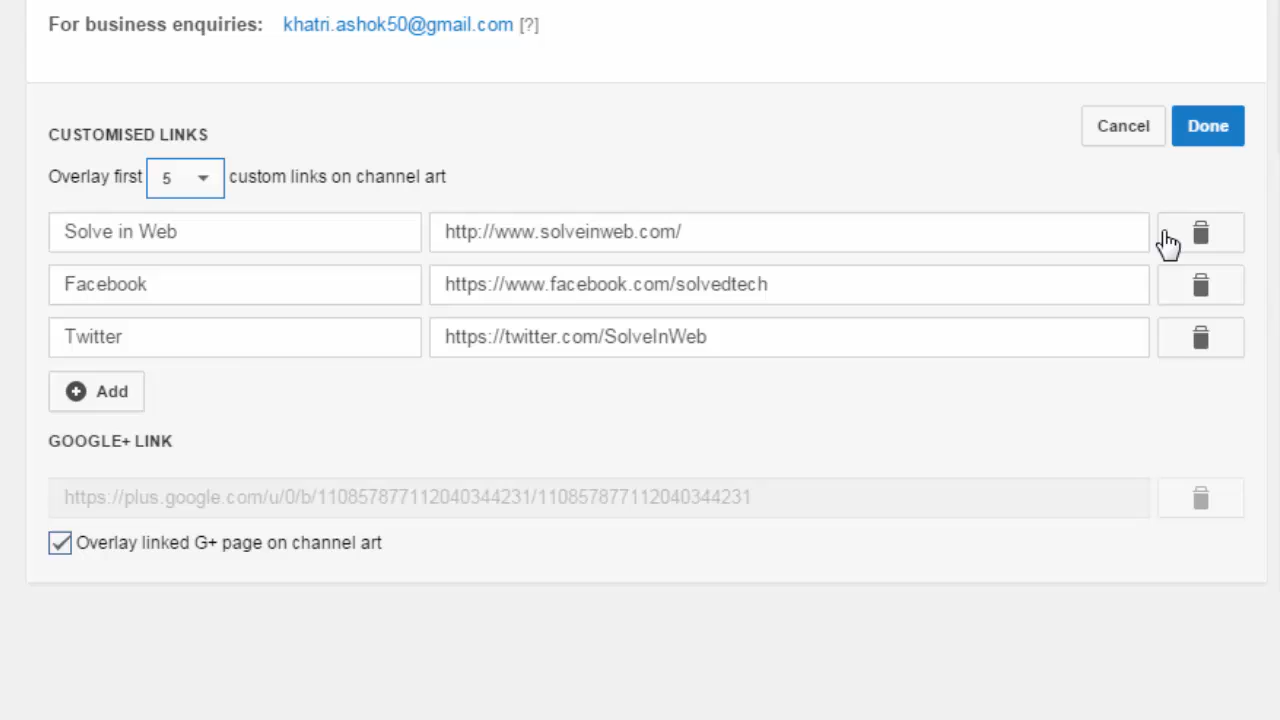 For business enquiries: khatri.ashok50@gmail.com [?]
CUSTOMISED LINKS
Cancel Done
Overlay first 5 custom links on channel art
Solve in Web http://www.solveinweb.com/
Facebook https://www.facebook.com/solvedtech
Twitter https://twitter.com/SolveInWeb
Add
GOOGLE+ LINK
https://plus.google.com/u/0/b/110857877112040344231/110857877112040344231
Overlay linked G+ page on channel art